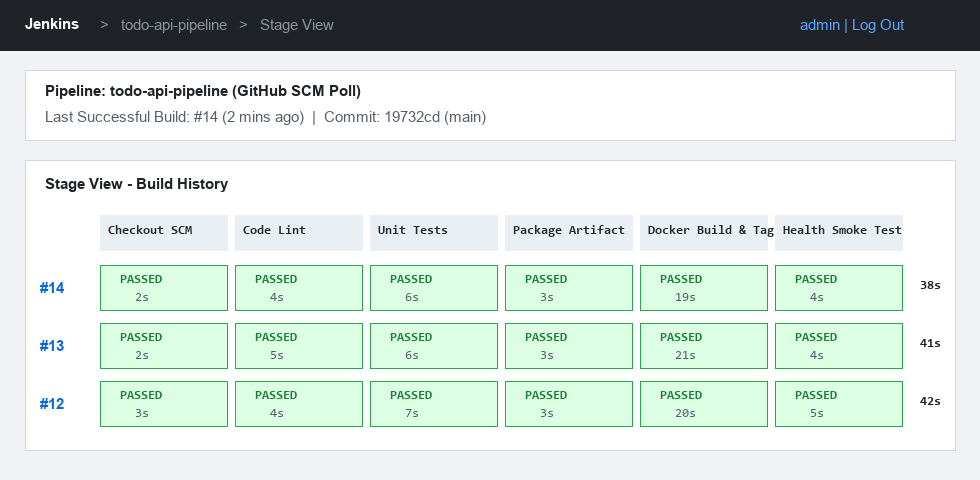 Jenkins > todo-api-pipeline > Stage View admin | Log Out
Pipeline: todo-api-pipeline (GitHub SCM Poll)
Last Successful Build: #14 (2 mins ago) | Commit: 19732cd (main)
Stage View - Build History
Checkout SCM Code Lint Unit Tests Package Artifact Docker Build & Tag Health Smoke Test
#14 PASSED PASSED PASSED PASSED PASSED PASSED 38s
2s 4s 6s 3s 19s 4s
#13 PASSED PASSED PASSED PASSED PASSED PASSED 41s
2s 5s 6s 3s 21s 4s
#12 PASSED PASSED PASSED PASSED PASSED PASSED 42s
3s 4s 7s 3s 20s 5s